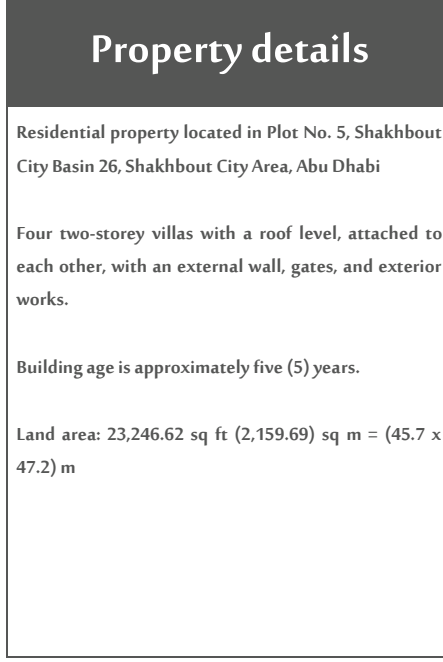 Property details
Residential property located in Plot No. 5, Shakhbout
City Basin 26, Shakhbout City Area, Abu Dhabi
Four two-storey villas with a roof level, attached to
each other, with an external wall, gates, and exterior
works.
Building age is approximately five (5) years.
Land area: 23,246.62 sq ft (2,159.69) sq m = (45.7 x
47.2) m